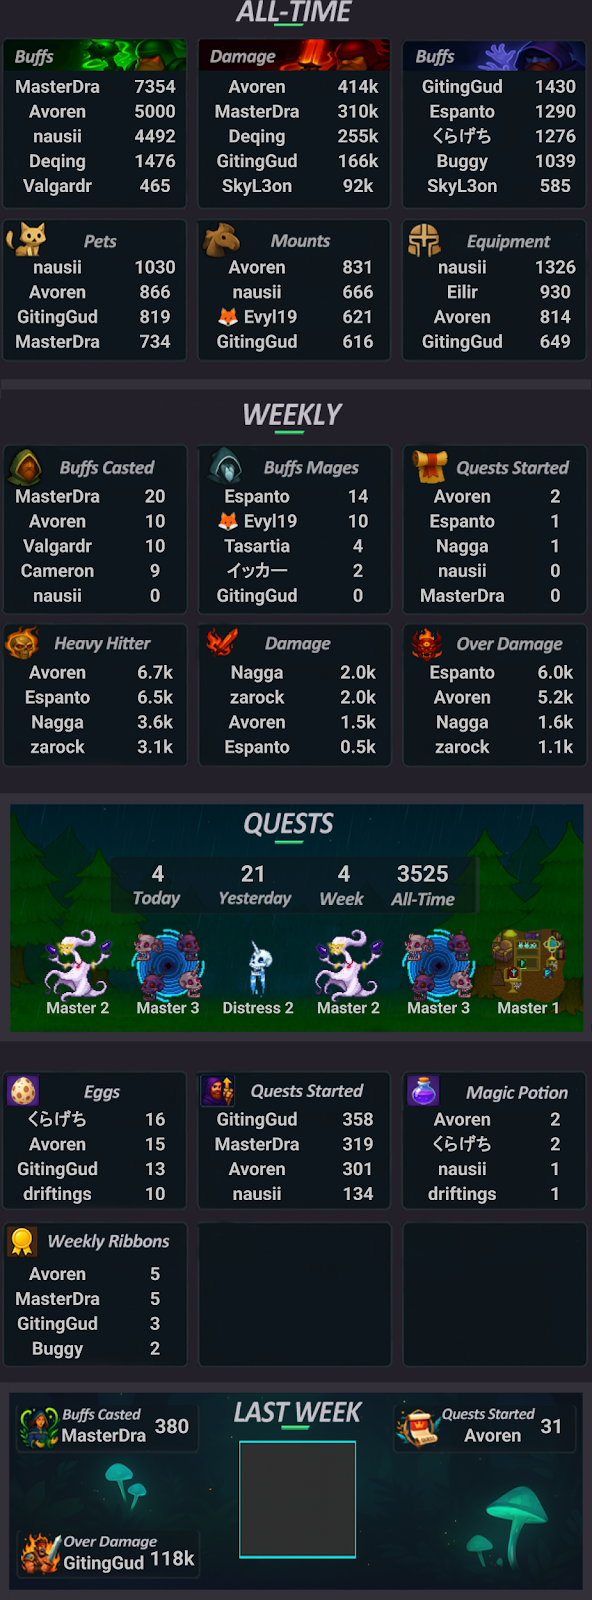 ALL-TIME
Buffs
MasterDra 7354
Avoren 5000
nausii 4492
Deqing 1476
Valgardr 465
Damage
Avoren 414k
MasterDra 310k
Deqing 255k
GitingGud 166k
SkyL3on 92k
Buffs
GitingGud 1430
Espanto 1290
くらげち 1276
Buggy 1039
SkyL3on 585
Pets
nausii 1030
Avoren 866
GitingGud 819
MasterDra 734
Mounts
Avoren 831
nausii 666
🦊 Evyl19 621
GitingGud 616
Equipment
nausii 1326
Eilir 930
Avoren 814
GitingGud 649
WEEKLY
Buffs Casted
MasterDra 20
Avoren 10
Valgardr 10
Cameron 9
nausii 0
Buffs Mages
Espanto 14
🦊 Evyl19 10
Tasartia 4
イッカー 2
GitingGud 0
Quests Started
Avoren 2
Espanto 1
Nagga 1
nausii 0
MasterDra 0
Heavy Hitter
Avoren 6.7k
Espanto 6.5k
Nagga 3.6k
zarock 3.1k
Damage
Nagga 2.0k
zarock 2.0k
Avoren 1.5k
Espanto 0.5k
Over Damage
Espanto 6.0k
Avoren 5.2k
Nagga 1.6k
zarock 1.1k
QUESTS
4 21 4 3525
Today Yesterday Week All-Time
Master 2 Master 3 Distress 2 Master 2 Master 3 Master 1
Eggs
くらげち 16
Avoren 15
GitingGud 13
driftings 10
Quests Started
GitingGud 358
MasterDra 319
Avoren 301
nausii 134
Magic Potion
Avoren 2
くらげち 2
nausii 1
driftings 1
Weekly Ribbons
Avoren 5
MasterDra 5
GitingGud 3
Buggy 2
LAST WEEK
Buffs Casted
MasterDra 380
Quests Started
Avoren 31
Over Damage
GitingGud 118k